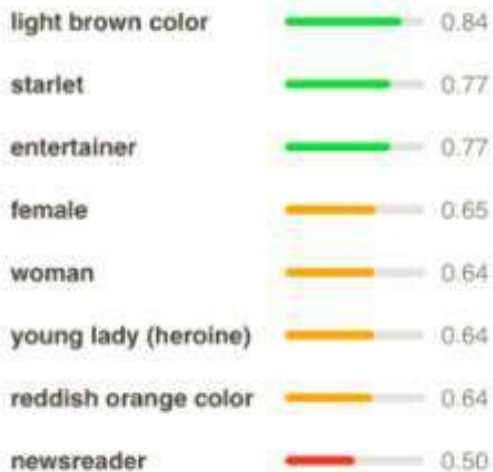 light brown color 0.84
starlet 0.77
entertainer 0.77
female 0.65
woman 0.64
young lady (heroine) 0.64
reddish orange color 0.64
newsreader 0.50